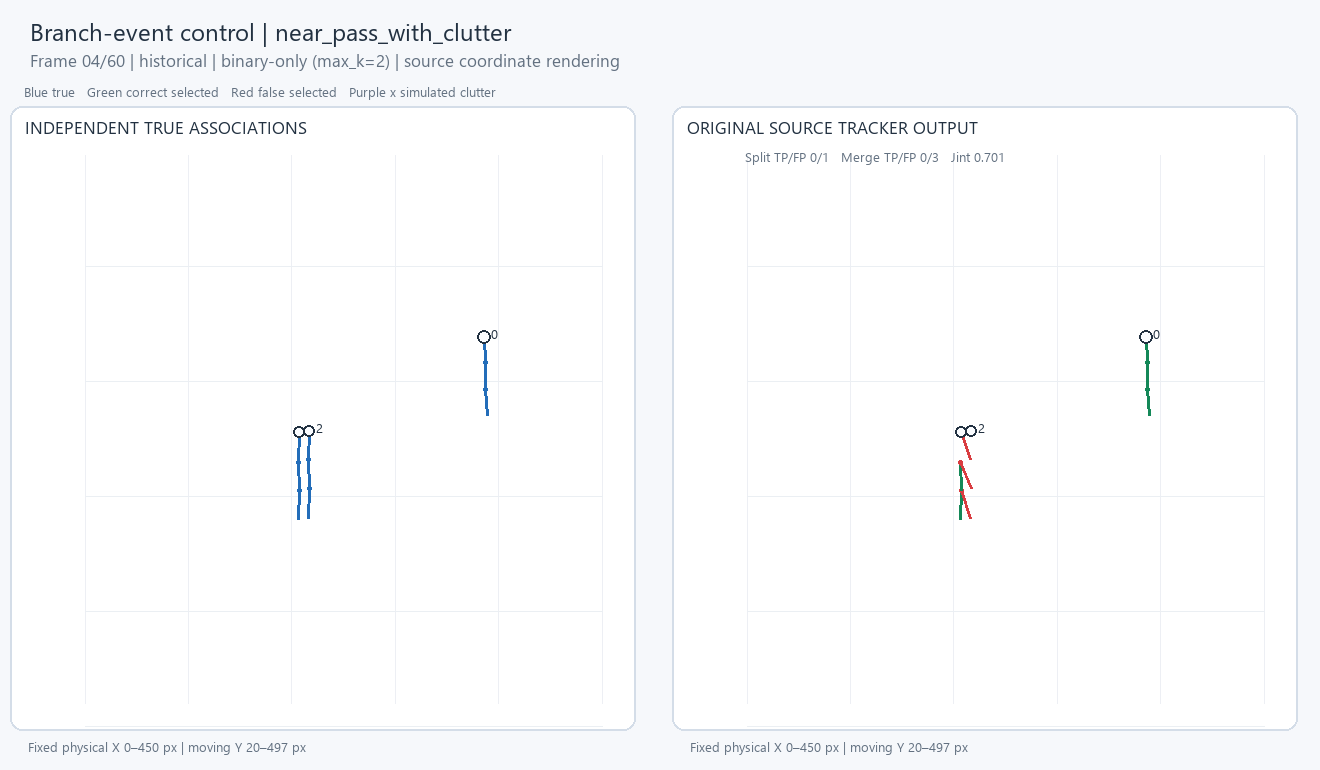 Branch-event control | near_pass_with_clutter
Frame 04/60 | historical | binary-only (max_k=2) | source coordinate rendering
Blue true Green correct selected Red false selected Purple x simulated clutter
INDEPENDENT TRUE ASSOCIATIONS
0
2
Fixed physical X 0–450 px | moving Y 20–497 px
ORIGINAL SOURCE TRACKER OUTPUT
Split TP/FP 0/1 Merge TP/FP 0/3 Jint 0.701
0
2
Fixed physical X 0–450 px | moving Y 20–497 px